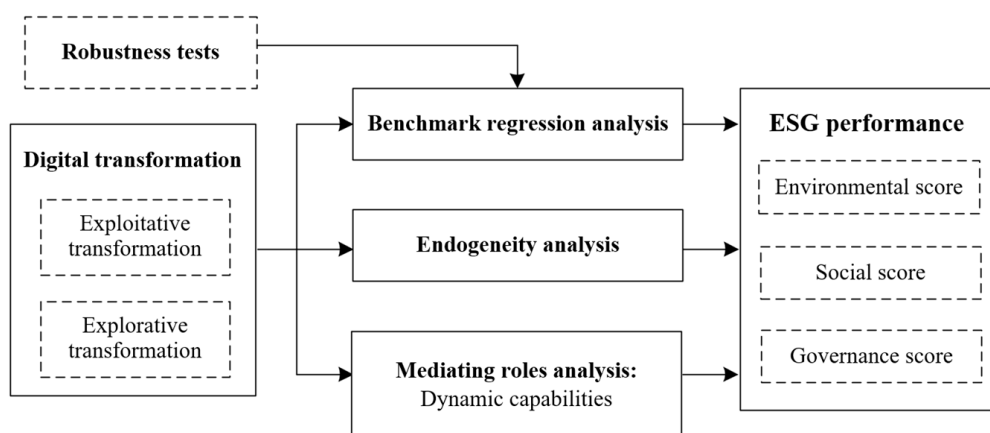 Robustness tests
Digital transformation
Exploitative
transformation
Explorative
transformation
Benchmark regression analysis
Endogeneity analysis
Mediating roles analysis:
Dynamic capabilities
ESG performance
Environmental score
Social score
Governance score